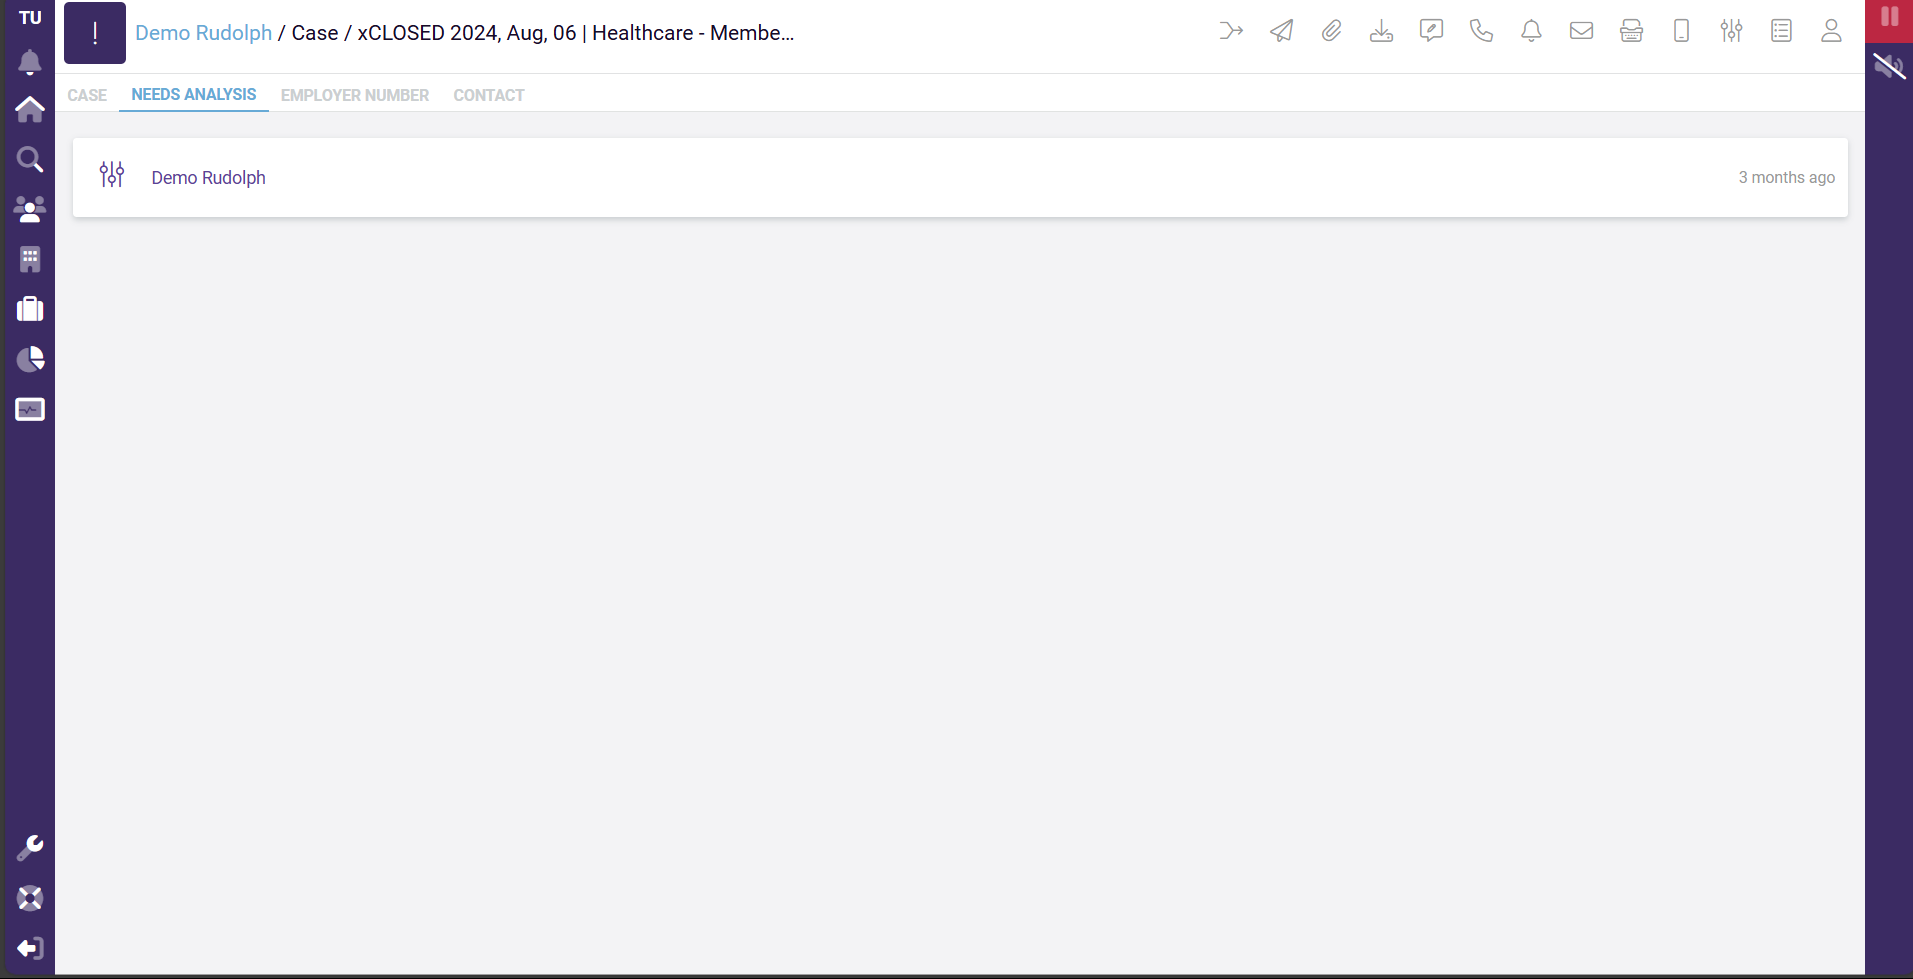 TU
!
Demo Rudolph / Case / xCLOSED 2024, Aug, 06 | Healthcare - Membe...
CASE NEEDS ANALYSIS EMPLOYER NUMBER CONTACT
Demo Rudolph 3 months ago